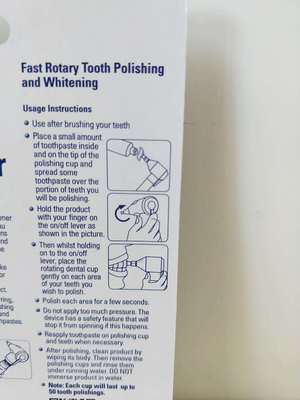 Fast Rotary Tooth Polishing
and Whitening
Usage Instructions
• Use after brushing your teeth
• Place a small amount
of toothpaste inside
and on the tip of the
polishing cup and
spread some
toothpaste over the
portion of teeth you
will be polishing.
• Hold the product
with your finger on
the on/off lever as
shown in the picture.
• Then whilst holding
on to the on/off
lever, place the
rotating dental cup
gently on each area
of your teeth you
wish to polish.
• Polish each area for a few seconds.
• Do not apply too much pressure. The
device has a safety feature that will
stop it from spinning if this happens.
• Reapply toothpaste on polishing cup
and teeth when necessary.
• After polishing, clean product by
wiping its body. Then remove the
polishing cups and rinse them
under running water. DO NOT
immerse product in water.
• Note: Each cup will last up to
50 tooth polishings.